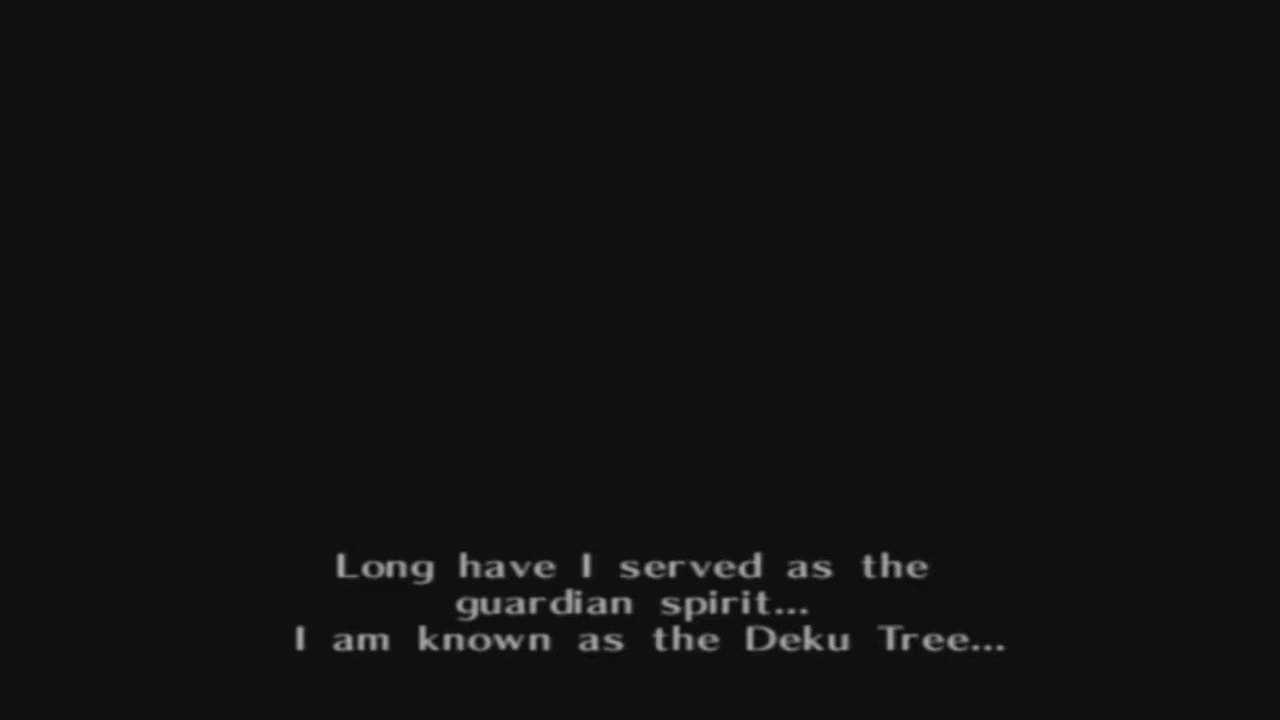 Long have I served as the
guardian spirit...
I am known as the Deku Tree...